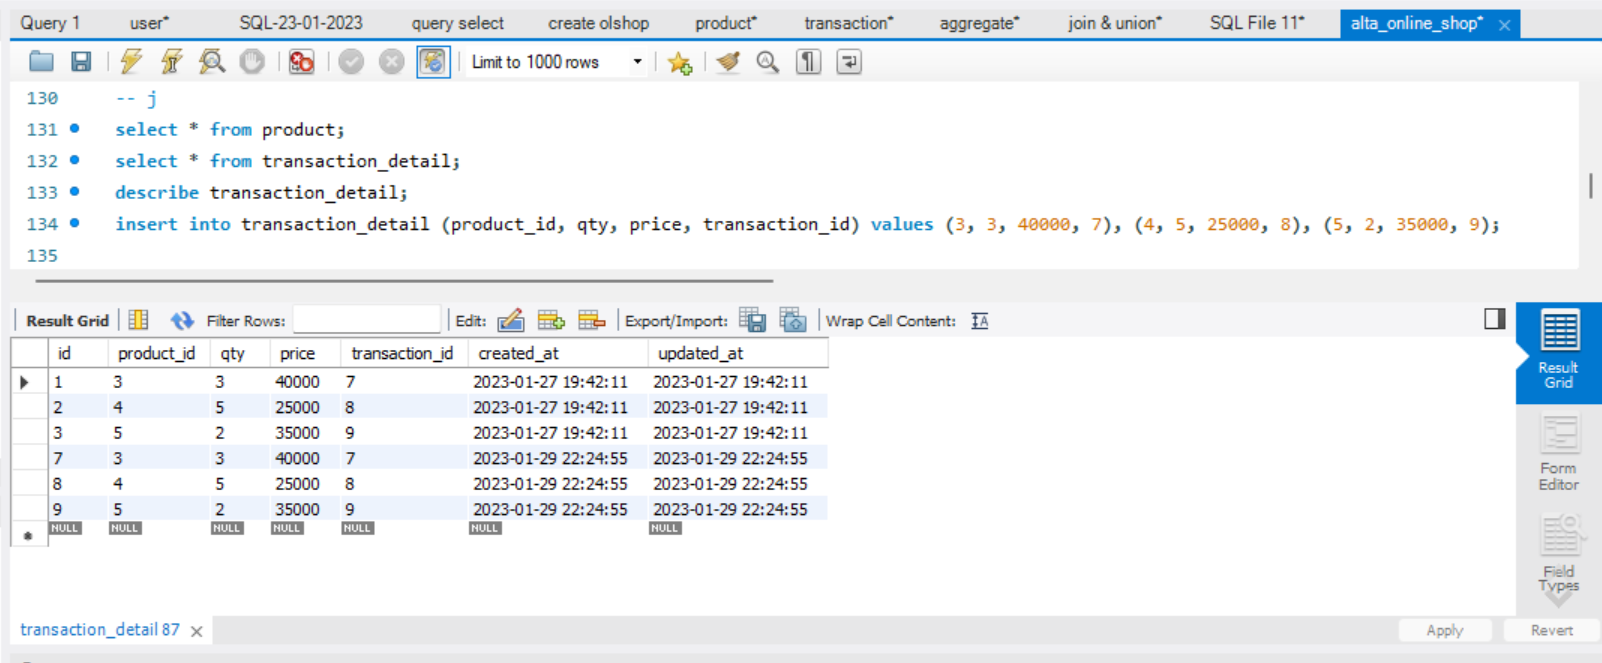 Query 1 user* SQL-23-01-2023 query select create olshop product* transaction* aggregate* join & union* SQL File 11* alta_online_shop*
Limit to 1000 rows
130 -- j
131 select * from product;
132 select * from transaction_detail;
133 describe transaction_detail;
134 insert into transaction_detail (product_id, qty, price, transaction_id) values (3, 3, 40000, 7), (4, 5, 25000, 8), (5, 2, 35000, 9);
135
Result Grid Filter Rows: Edit: Export/Import: Wrap Cell Content:
id product_id qty price transaction_id created_at updated_at
1 3 3 40000 7 2023-01-27 19:42:11 2023-01-27 19:42:11
2 4 5 25000 8 2023-01-27 19:42:11 2023-01-27 19:42:11
3 5 2 35000 9 2023-01-27 19:42:11 2023-01-27 19:42:11
7 3 3 40000 7 2023-01-29 22:24:55 2023-01-29 22:24:55
8 4 5 25000 8 2023-01-29 22:24:55 2023-01-29 22:24:55
9 5 2 35000 9 2023-01-29 22:24:55 2023-01-29 22:24:55
NULL NULL NULL NULL NULL NULL NULL
Result
Grid
Form
Editor
Field
Types
transaction_detail 87
Apply Revert